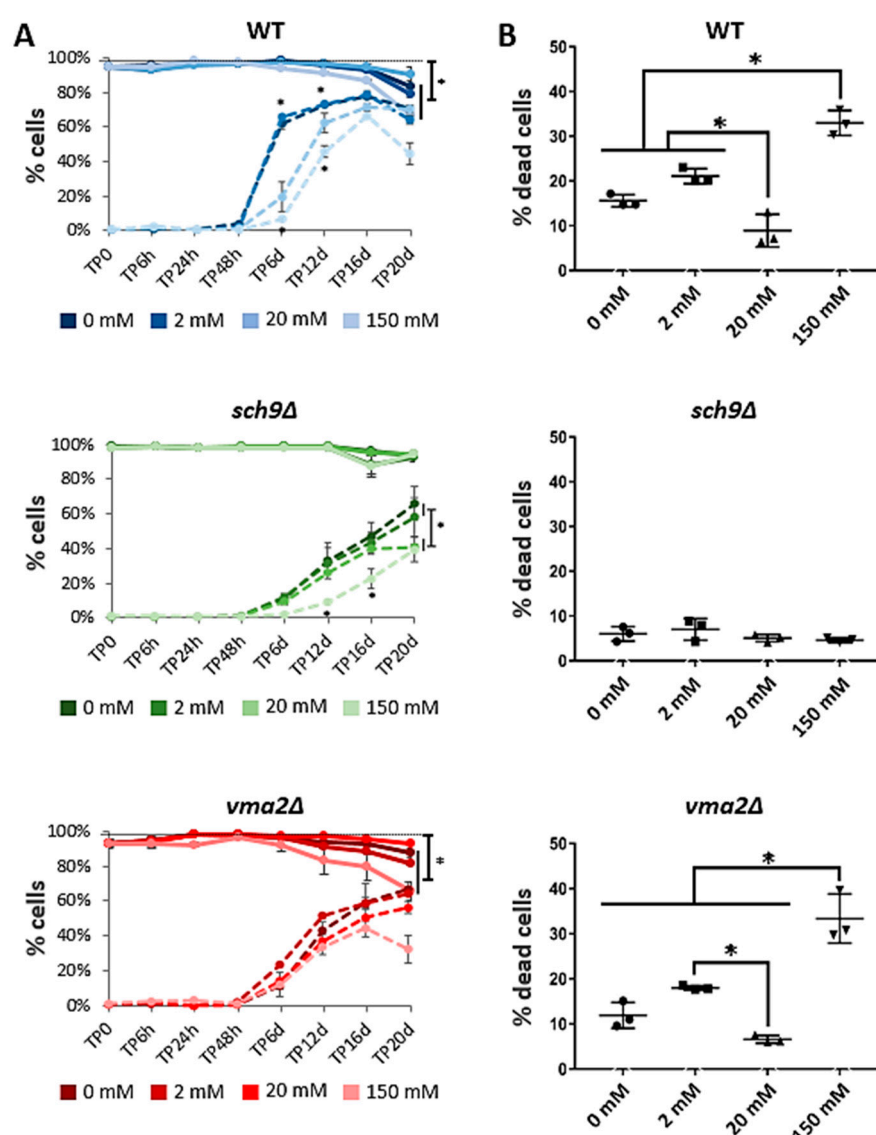 A
WT
% cells
100%
80%
60%
40%
20%
0%
*
*
*
*
*
TP0
TP6h
TP24h
TP48h
TP6d
TP12d
TP16d
TP20d
0 mM 2 mM 20 mM 150 mM
B
WT
% dead cells
50
40
30
20
10
0
*
*
0 mM
2 mM
20 mM
150 mM
sch9Δ
% cells
100%
80%
60%
40%
20%
0%
*
*
*
TP0
TP6h
TP24h
TP48h
TP6d
TP12d
TP16d
TP20d
0 mM 2 mM 20 mM 150 mM
sch9Δ
% dead cells
50
40
30
20
10
0
0 mM
2 mM
20 mM
150 mM
vma2Δ
% cells
100%
80%
60%
40%
20%
0%
*
TP0
TP6h
TP24h
TP48h
TP6d
TP12d
TP16d
TP20d
0 mM 2 mM 20 mM 150 mM
vma2Δ
% dead cells
50
40
30
20
10
0
*
*
0 mM
2 mM
20 mM
150 mM